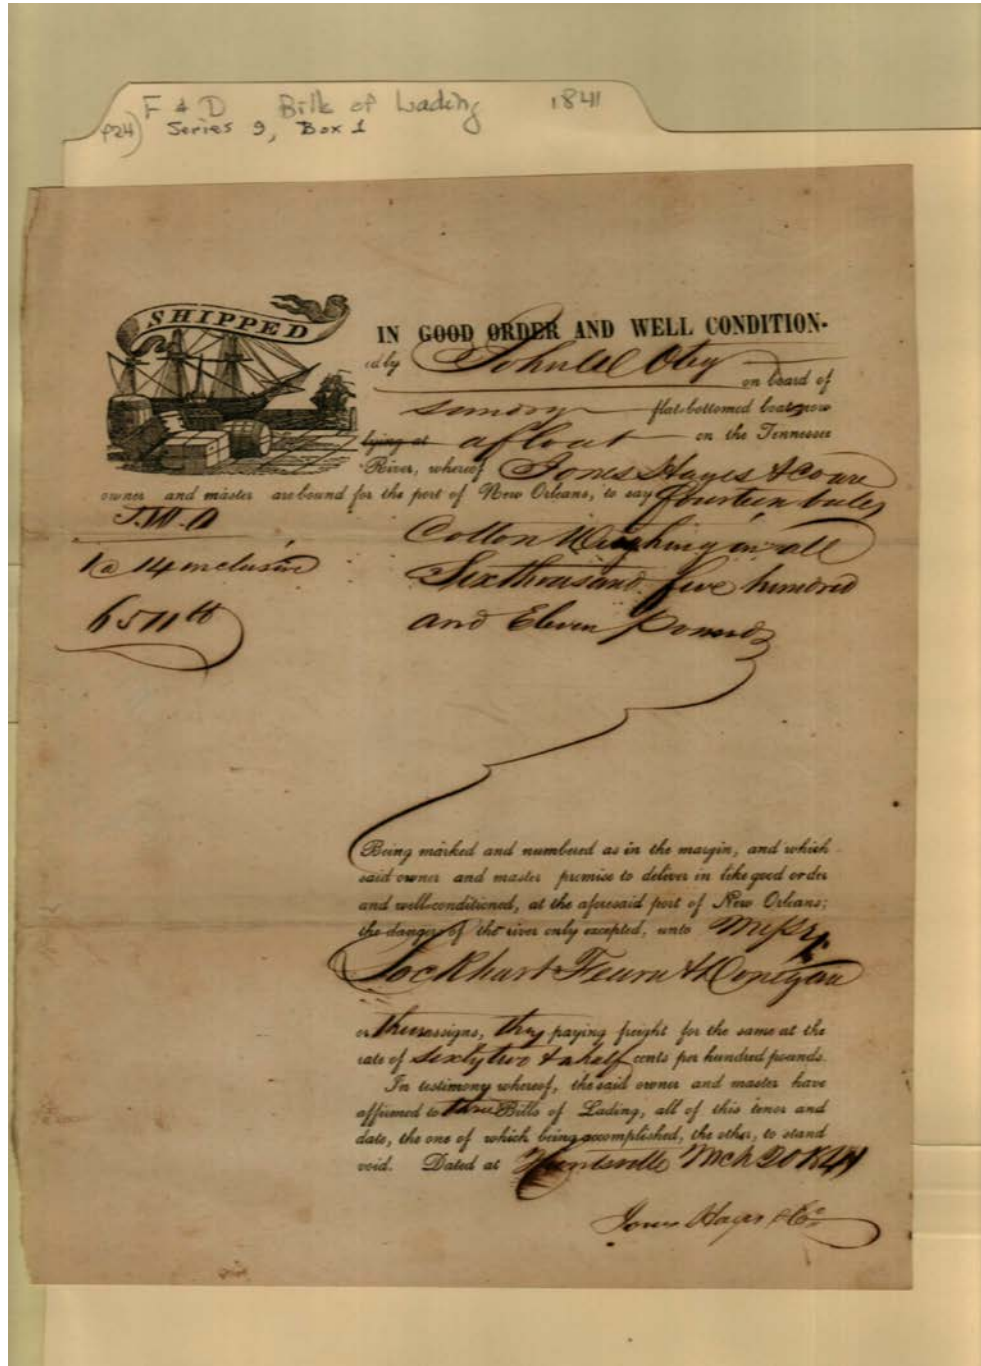 F & D Bills of Lading 1841
p24) Series 9, Box 1
SHIPPED
IN GOOD ORDER AND WELL CONDITION-
ed by John W Otey on board of
sundry flat-bottomed boats now
lying at afloat on the Tennessee
River, whereof Jones Hayes & Co are
owner and master are bound for the port of New Orleans, to say fourteen bales
J.W.O Cotton Weighing in all
1 @ 14 inclusive Six thousand five hundred
6511 lb and Eleven Pounds
Being marked and numbered as in the margin, and which
said owner and master promise to deliver in like good order
and well-conditioned, at the aforesaid port of New Orleans;
the dangers of the river only excepted, unto Messrs
Lockhart Fearn & Donegan
or their assigns, they paying freight for the same at the
rate of sixty two & a half cents per hundred pounds.
In testimony whereof, the said owner and master have
affirmed to three Bills of Lading, all of this tenor and
date, the one of which being accomplished, the other, to stand
void. Dated at Huntsville Mch 20 1841
Jones Hayes & Co